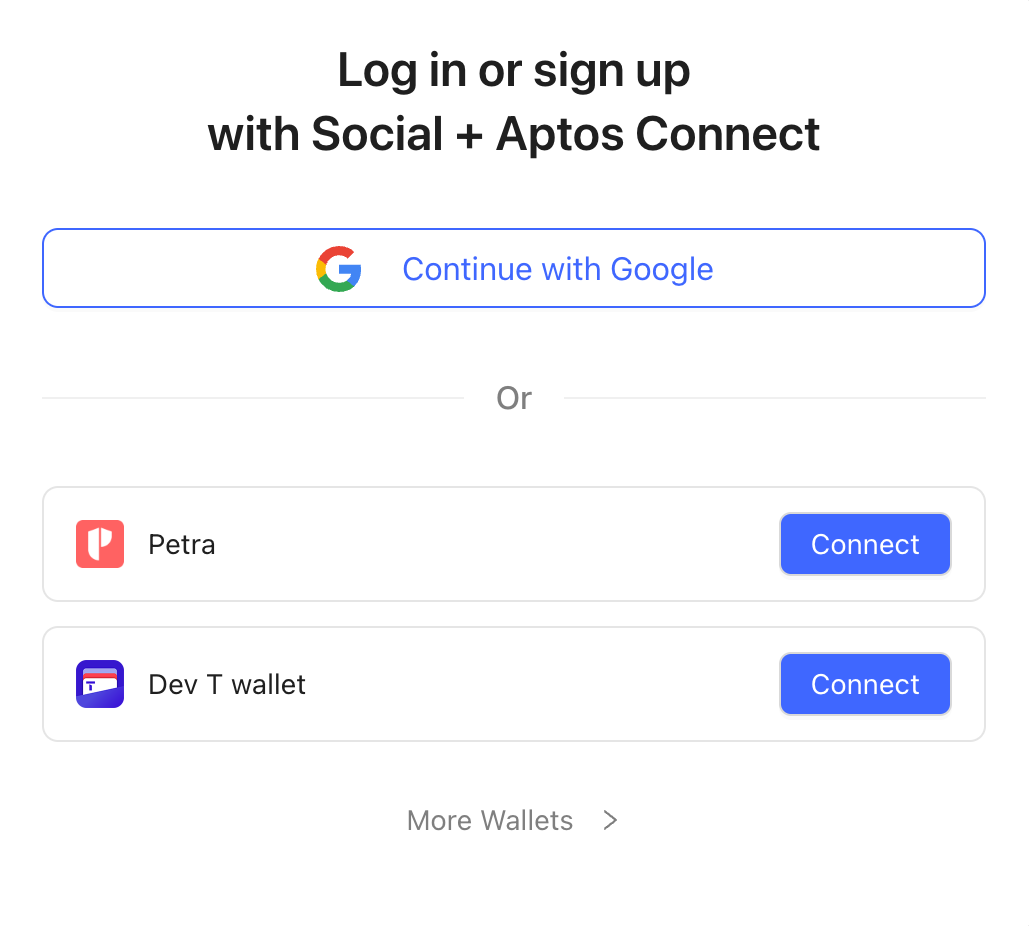 Log in or sign up
with Social + Aptos Connect
Continue with Google
Or
Petra
Connect
Dev T wallet
Connect
More Wallets